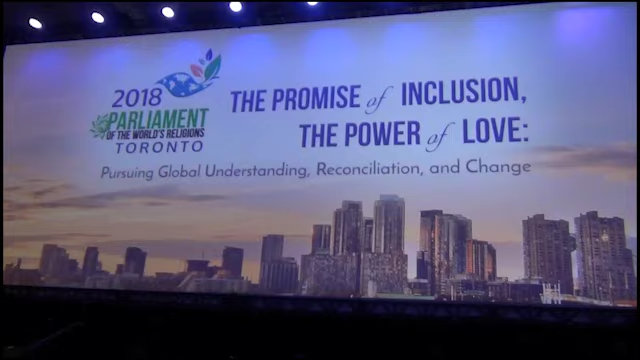 2018
PARLIAMENT
OF THE WORLD'S RELIGIONS
TORONTO
THE PROMISE of INCLUSION,
THE POWER of LOVE:
Pursuing Global Understanding, Reconciliation, and Change